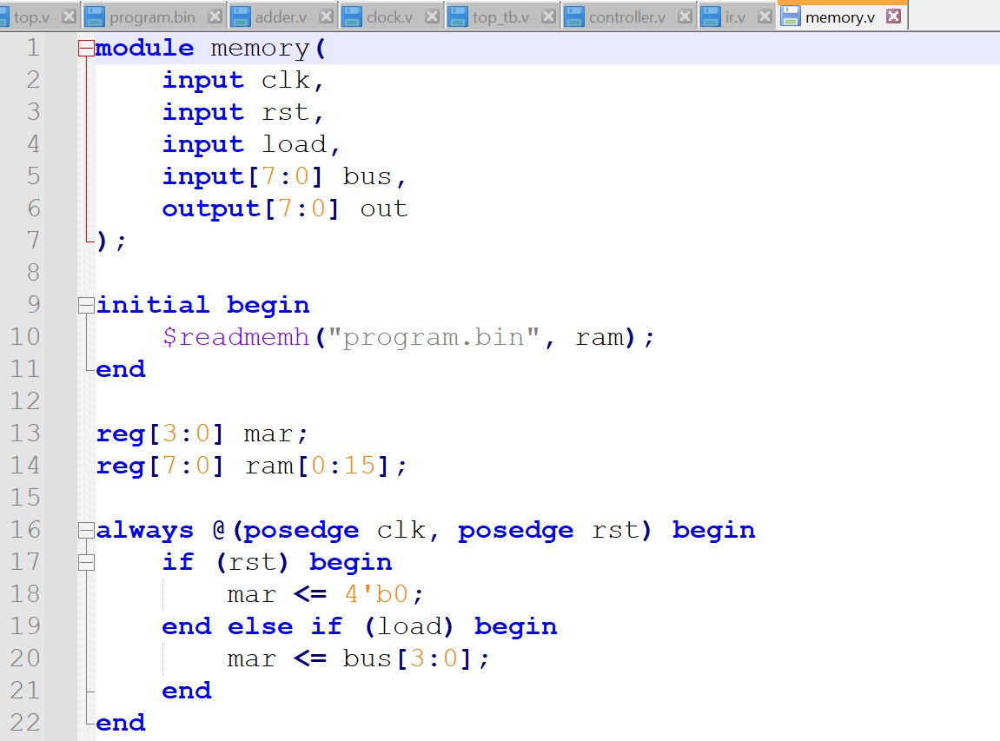 top.v program.bin adder.v clock.v top_tb.v controller.v ir.v memory.v
1 module memory(
2     input clk,
3     input rst,
4     input load,
5     input[7:0] bus,
6     output[7:0] out
7 );
8
9 initial begin
10     $readmemh("program.bin", ram);
11 end
12
13 reg[3:0] mar;
14 reg[7:0] ram[0:15];
15
16 always @(posedge clk, posedge rst) begin
17     if (rst) begin
18         mar <= 4'b0;
19     end else if (load) begin
20         mar <= bus[3:0];
21     end
22 end